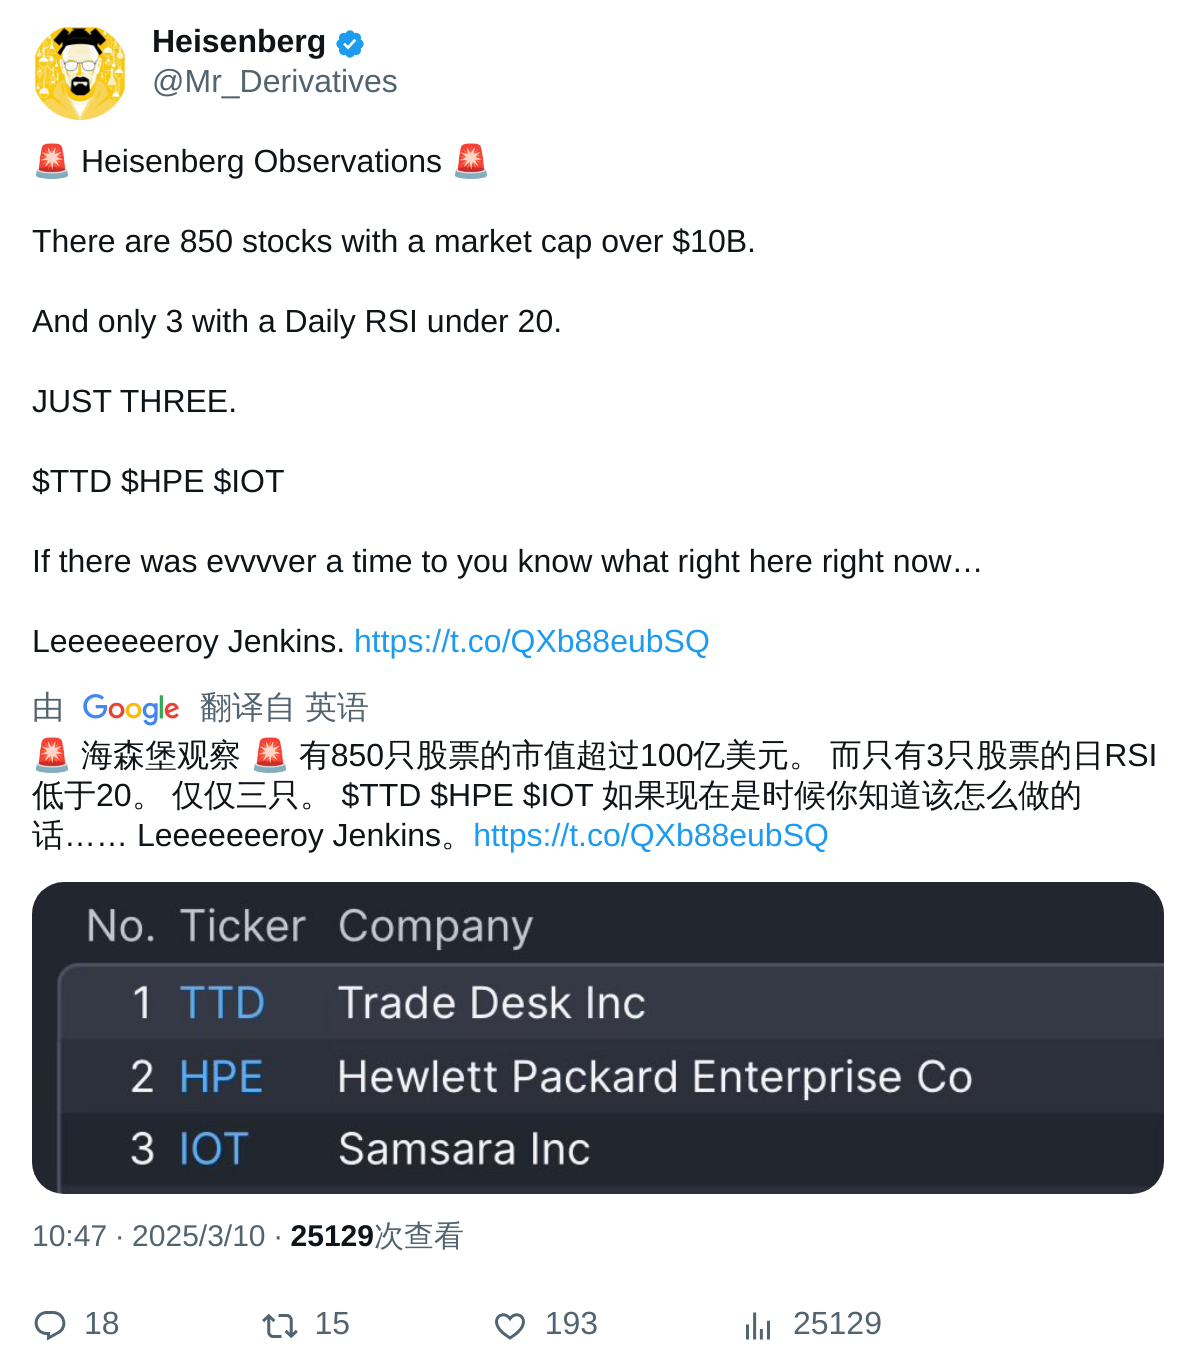 Heisenberg
@Mr_Derivatives
🚨 Heisenberg Observations 🚨
There are 850 stocks with a market cap over $10B.
And only 3 with a Daily RSI under 20.
JUST THREE.
$TTD $HPE $IOT
If there was evvvver a time to you know what right here right now…
Leeeeeeeroy Jenkins. https://t.co/QXb88eubSQ
由 Google 翻译自 英语
🚨 海森堡观察 🚨 有850只股票的市值超过100亿美元。 而只有3只股票的日RSI
低于20。 仅仅三只。 $TTD $HPE $IOT 如果现在是时候你知道该怎么做的
话…… Leeeeeeeroy Jenkins。https://t.co/QXb88eubSQ
No. Ticker Company
1 TTD Trade Desk Inc
2 HPE Hewlett Packard Enterprise Co
3 IOT Samsara Inc
10:47 · 2025/3/10 · 25129次查看
18 15 193 25129